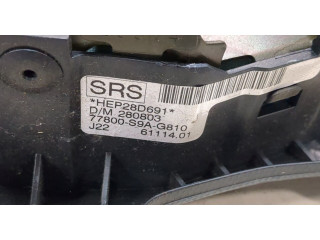 SRS
*HEP28D691*
D/M 280803
77800-S9A-G810
J22 61114.01